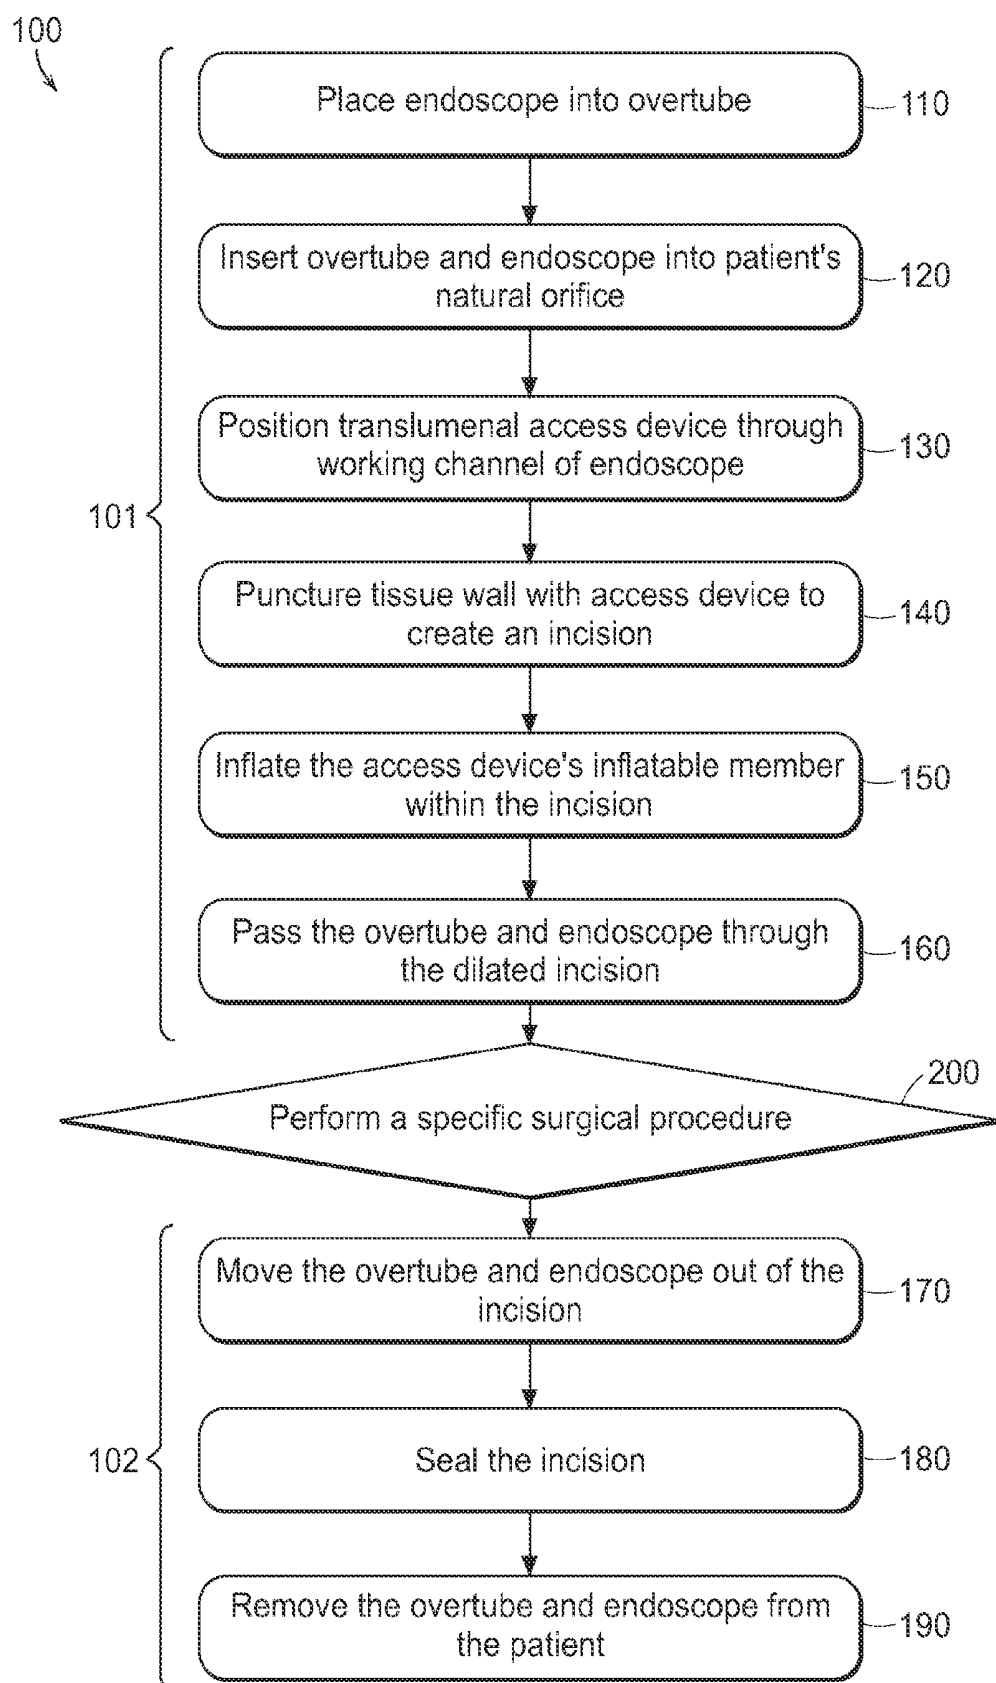 100
Place endoscope into overtube
110
Insert overtube and endoscope into patient's
natural orifice
120
Position translumenal access device through
working channel of endoscope
130
101
Puncture tissue wall with access device to
create an incision
140
Inflate the access device's inflatable member
within the incision
150
Pass the overtube and endoscope through
the dilated incision
160
200
Perform a specific surgical procedure
Move the overtube and endoscope out of the
incision
170
102
Seal the incision
180
Remove the overtube and endoscope from
the patient
190